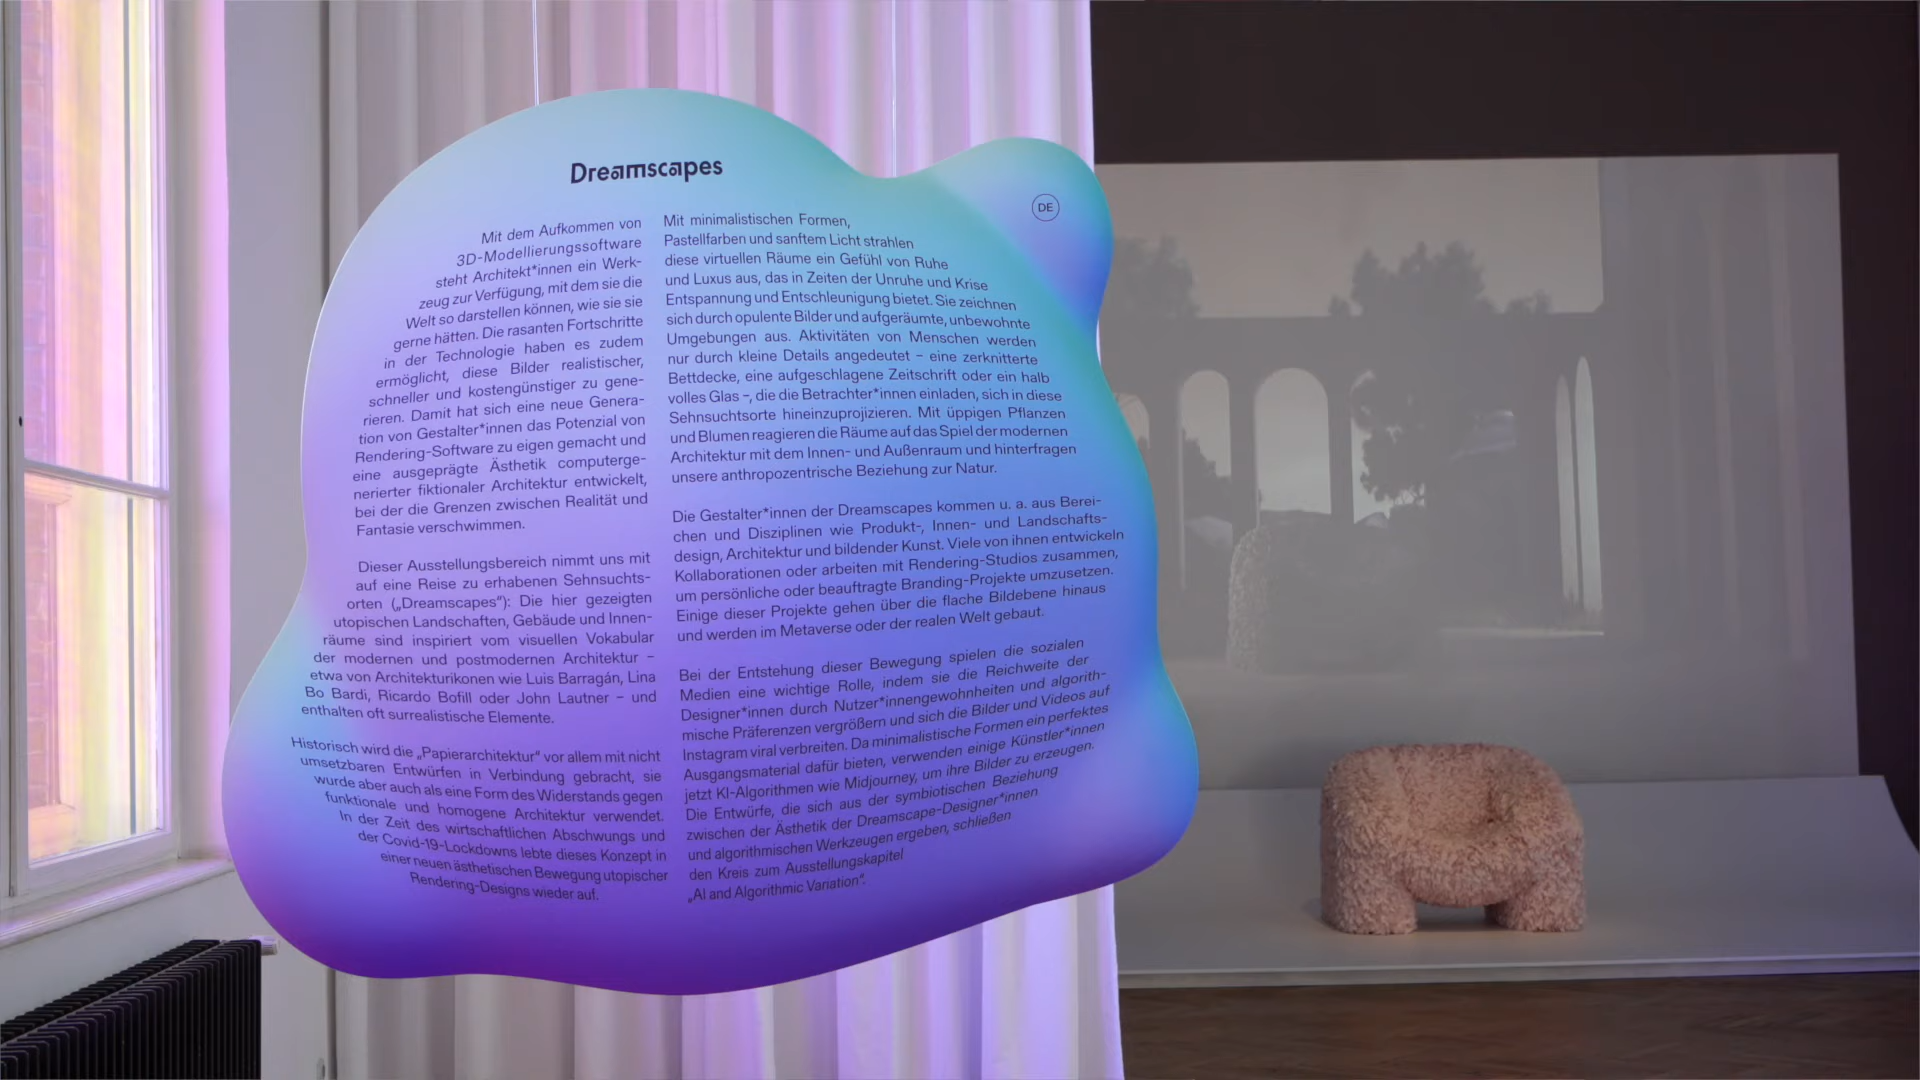 Dreamscapes
DE
Mit dem Aufkommen von
3D-Modellierungssoftware
steht Architekt*innen ein Werk-
zeug zur Verfügung, mit dem sie die
Welt so darstellen können, wie sie sie
gerne hätten. Die rasanten Fortschritte
in der Technologie haben es zudem
ermöglicht, diese Bilder realistischer,
schneller und kostengünstiger zu gene-
rieren. Damit hat sich eine neue Genera-
tion von Gestalter*innen das Potenzial von
Rendering-Software zu eigen gemacht und
eine ausgeprägte Ästhetik computerge-
nerierter fiktionaler Architektur entwickelt,
bei der die Grenzen zwischen Realität und
Fantasie verschwimmen.
Dieser Ausstellungsbereich nimmt uns mit
auf eine Reise zu erhabenen Sehnsuchts-
orten („Dreamscapes“): Die hier gezeigten
utopischen Landschaften, Gebäude und Innen-
räume sind inspiriert vom visuellen Vokabular
der modernen und postmodernen Architektur –
etwa von Architekturikonen wie Luis Barragán, Lina
Bo Bardi, Ricardo Bofill oder John Lautner – und
enthalten oft surrealistische Elemente.
Historisch wird die „Papierarchitektur“ vor allem mit nicht
umsetzbaren Entwürfen in Verbindung gebracht, sie
wurde aber auch als eine Form des Widerstands gegen
funktionale und homogene Architektur verwendet.
In der Zeit des wirtschaftlichen Abschwungs und
der Covid-19-Lockdowns lebte dieses Konzept in
einer neuen ästhetischen Bewegung utopischer
Rendering-Designs wieder auf.
Mit minimalistischen Formen,
Pastellfarben und sanftem Licht strahlen
diese virtuellen Räume ein Gefühl von Ruhe
und Luxus aus, das in Zeiten der Unruhe und Krise
Entspannung und Entschleunigung bietet. Sie zeichnen
sich durch opulente Bilder und aufgeräumte, unbewohnte
Umgebungen aus. Aktivitäten von Menschen werden
nur durch kleine Details angedeutet – eine zerknitterte
Bettdecke, eine aufgeschlagene Zeitschrift oder ein halb
volles Glas –, die die Betrachter*innen einladen, sich in diese
Sehnsuchtsorte hineinzuprojizieren. Mit üppigen Pflanzen
und Blumen reagieren die Räume auf das Spiel der modernen
Architektur mit dem Innen- und Außenraum und hinterfragen
unsere anthropozentrische Beziehung zur Natur.
Die Gestalter*innen der Dreamscapes kommen u. a. aus Berei-
chen und Disziplinen wie Produkt-, Innen- und Landschafts-
design, Architektur und bildender Kunst. Viele von ihnen entwickeln
Kollaborationen oder arbeiten mit Rendering-Studios zusammen,
um persönliche oder beauftragte Branding-Projekte umzusetzen.
Einige dieser Projekte gehen über die flache Bildebene hinaus
und werden im Metaverse oder der realen Welt gebaut.
Bei der Entstehung dieser Bewegung spielen die sozialen
Medien eine wichtige Rolle, indem sie die Reichweite der
Designer*innen durch Nutzer*innengewohnheiten und algorith-
mische Präferenzen vergrößern und sich die Bilder und Videos auf
Instagram viral verbreiten. Da minimalistische Formen ein perfektes
Ausgangsmaterial dafür bieten, verwenden einige Künstler*innen
jetzt KI-Algorithmen wie Midjourney, um ihre Bilder zu erzeugen.
Die Entwürfe, die sich aus der symbiotischen Beziehung
zwischen der Ästhetik der Dreamscape-Designer*innen
und algorithmischen Werkzeugen ergeben, schließen
den Kreis zum Ausstellungskapitel
„AI and Algorithmic Variation“.